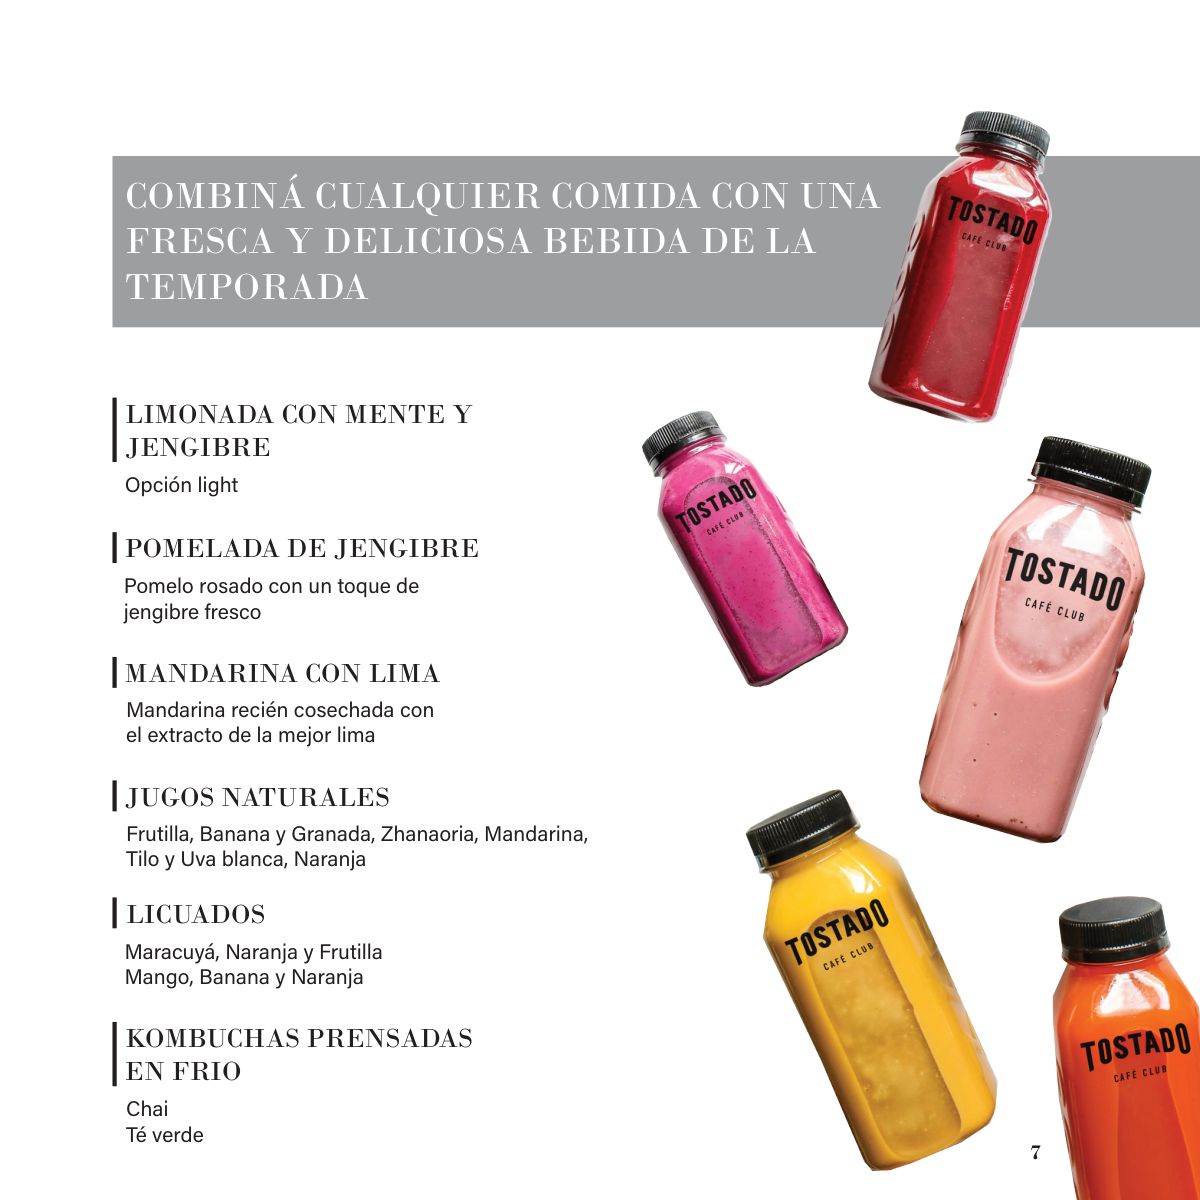 COMBINÁ CUALQUIER COMIDA CON UNA
FRESCA Y DELICIOSA BEBIDA DE LA
TEMPORADA
LIMONADA CON MENTE Y
JENGIBRE
Opción light
POMELADA DE JENGIBRE
Pomelo rosado con un toque de
jengibre fresco
MANDARINA CON LIMA
Mandarina recién cosechada con
el extracto de la mejor lima
JUGOS NATURALES
Frutilla, Banana y Granada, Zhanaoria, Mandarina,
Tilo y Uva blanca, Naranja
LICUADOS
Maracuyá, Naranja y Frutilla
Mango, Banana y Naranja
KOMBUCHAS PRENSADAS
EN FRIO
Chai
Té verde
TOSTADO
CAFÉ CLUB
TOSTADO
CAFÉ CLUB
TOSTADO
CAFÉ CLUB
TOSTADO
CAFÉ CLUB
TOSTADO
CAFÉ CLUB
7